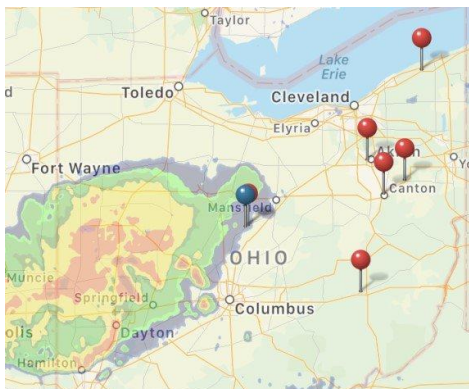 Taylor
Lake
Erie
Toledo
Cleveland
Elyria
Fort Wayne
Canton
Mansfield
OHIO
Muncie
Springfield
Columbus
Dayton
Hamilton